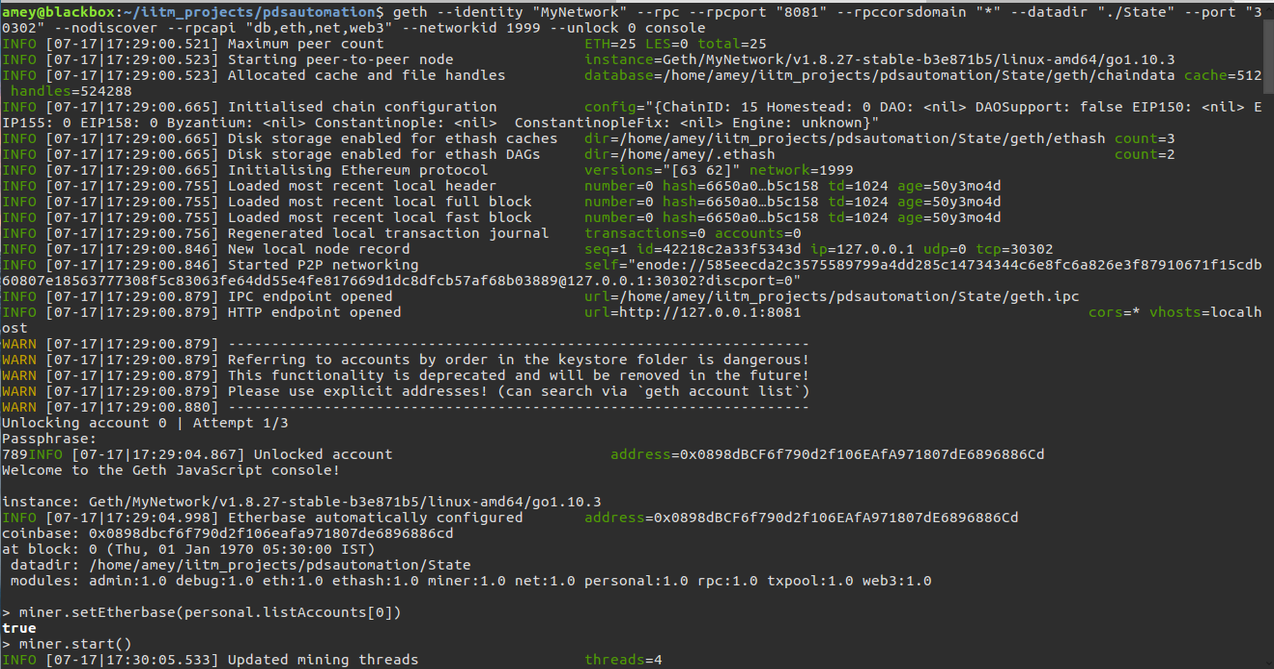 amey@blackbox:~/iitm_projects/pdsautomation$ geth --identity "MyNetwork" --rpc --rpcport "8081" --rpccorsdomain "*" --datadir "./State" --port "3
0302" --nodiscover --rpcapi "db,eth,net,web3" --networkid 1999 --unlock 0 console
INFO [07-17|17:29:00.521] Maximum peer count ETH=25 LES=0 total=25
INFO [07-17|17:29:00.523] Starting peer-to-peer node instance=Geth/MyNetwork/v1.8.27-stable-b3e871b5/linux-amd64/go1.10.3
INFO [07-17|17:29:00.523] Allocated cache and file handles database=/home/amey/iitm_projects/pdsautomation/State/geth/chaindata cache=512
handles=524288
INFO [07-17|17:29:00.665] Initialised chain configuration config="{ChainID: 15 Homestead: 0 DAO: <nil> DAOSupport: false EIP150: <nil> E
IP155: 0 EIP158: 0 Byzantium: <nil> Constantinople: <nil>  ConstantinopleFix: <nil> Engine: unknown}"
INFO [07-17|17:29:00.665] Disk storage enabled for ethash caches dir=/home/amey/iitm_projects/pdsautomation/State/geth/ethash count=3
INFO [07-17|17:29:00.665] Disk storage enabled for ethash DAGs dir=/home/amey/.ethash count=2
INFO [07-17|17:29:00.665] Initialising Ethereum protocol versions="[63 62]" network=1999
INFO [07-17|17:29:00.755] Loaded most recent local header number=0 hash=6650a0…b5c158 td=1024 age=50y3mo4d
INFO [07-17|17:29:00.755] Loaded most recent local full block number=0 hash=6650a0…b5c158 td=1024 age=50y3mo4d
INFO [07-17|17:29:00.755] Loaded most recent local fast block number=0 hash=6650a0…b5c158 td=1024 age=50y3mo4d
INFO [07-17|17:29:00.756] Regenerated local transaction journal transactions=0 accounts=0
INFO [07-17|17:29:00.846] New local node record seq=1 id=42218c2a33f5343d ip=127.0.0.1 udp=0 tcp=30302
INFO [07-17|17:29:00.846] Started P2P networking self="enode://585eecda2c3575589799a4dd285c14734344c6e8fc6a826e3f87910671f15cdb
60807e18563777308f5c83063fe64dd55e4fe817669d1dc8dfcb57af68b03889@127.0.0.1:30302?discport=0"
INFO [07-17|17:29:00.879] IPC endpoint opened url=/home/amey/iitm_projects/pdsautomation/State/geth.ipc
INFO [07-17|17:29:00.879] HTTP endpoint opened url=http://127.0.0.1:8081 cors=* vhosts=localh
ost
WARN [07-17|17:29:00.879] -------------------------------------------------------------------
WARN [07-17|17:29:00.879] Referring to accounts by order in the keystore folder is dangerous!
WARN [07-17|17:29:00.879] This functionality is deprecated and will be removed in the future!
WARN [07-17|17:29:00.879] Please use explicit addresses! (can search via `geth account list`)
WARN [07-17|17:29:00.880] -------------------------------------------------------------------
Unlocking account 0 | Attempt 1/3
Passphrase:
789INFO [07-17|17:29:04.867] Unlocked account address=0x0898dBCF6f790d2f106EAfA971807dE6896886Cd
Welcome to the Geth JavaScript console!
instance: Geth/MyNetwork/v1.8.27-stable-b3e871b5/linux-amd64/go1.10.3
INFO [07-17|17:29:04.998] Etherbase automatically configured address=0x0898dBCF6f790d2f106EAfA971807dE6896886Cd
coinbase: 0x0898dbcf6f790d2f106eafa971807de6896886cd
at block: 0 (Thu, 01 Jan 1970 05:30:00 IST)
datadir: /home/amey/iitm_projects/pdsautomation/State
modules: admin:1.0 debug:1.0 eth:1.0 ethash:1.0 miner:1.0 net:1.0 personal:1.0 rpc:1.0 txpool:1.0 web3:1.0
> miner.setEtherbase(personal.listAccounts[0])
true
> miner.start()
INFO [07-17|17:30:05.533] Updated mining threads threads=4